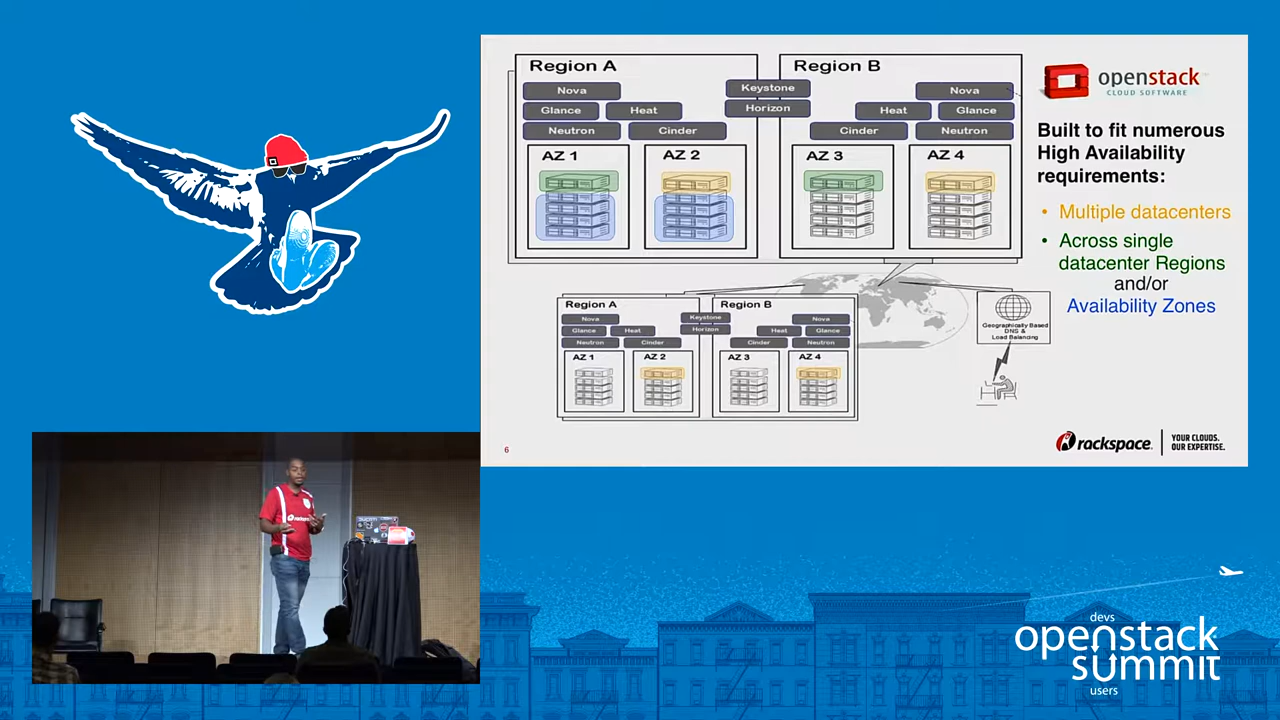 Region A
Nova
Glance
Heat
Neutron
Cinder
AZ 1
AZ 2
Keystone
Horizon
Region B
Nova
Heat
Glance
Cinder
Neutron
AZ 3
AZ 4
Region A
Nova
Glance
Heat
Neutron
Cinder
AZ 1
AZ 2
Keystone
Horizon
Region B
Nova
Heat
Glance
Cinder
Neutron
AZ 3
AZ 4
Geographically Based
DNS &
Load Balancing
openstack
CLOUD SOFTWARE
Built to fit numerous
High Availability
requirements:
• Multiple datacenters
• Across single
datacenter Regions
and/or
Availability Zones
6
rackspace.
YOUR CLOUDS.
OUR EXPERTISE.
devs
openstack
summit
users